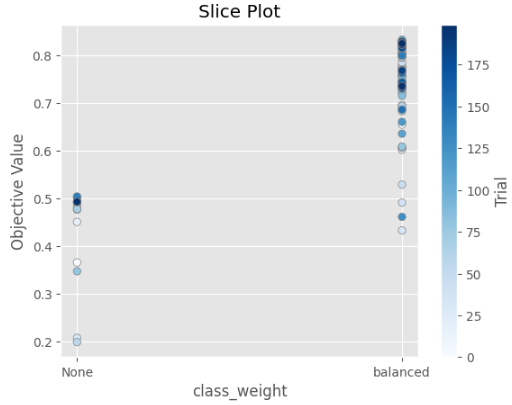 Slice Plot
Objective Value
0.8
0.7
0.6
0.5
0.4
0.3
0.2
None
balanced
class_weight
175
150
125
100
75
50
25
0
Trial